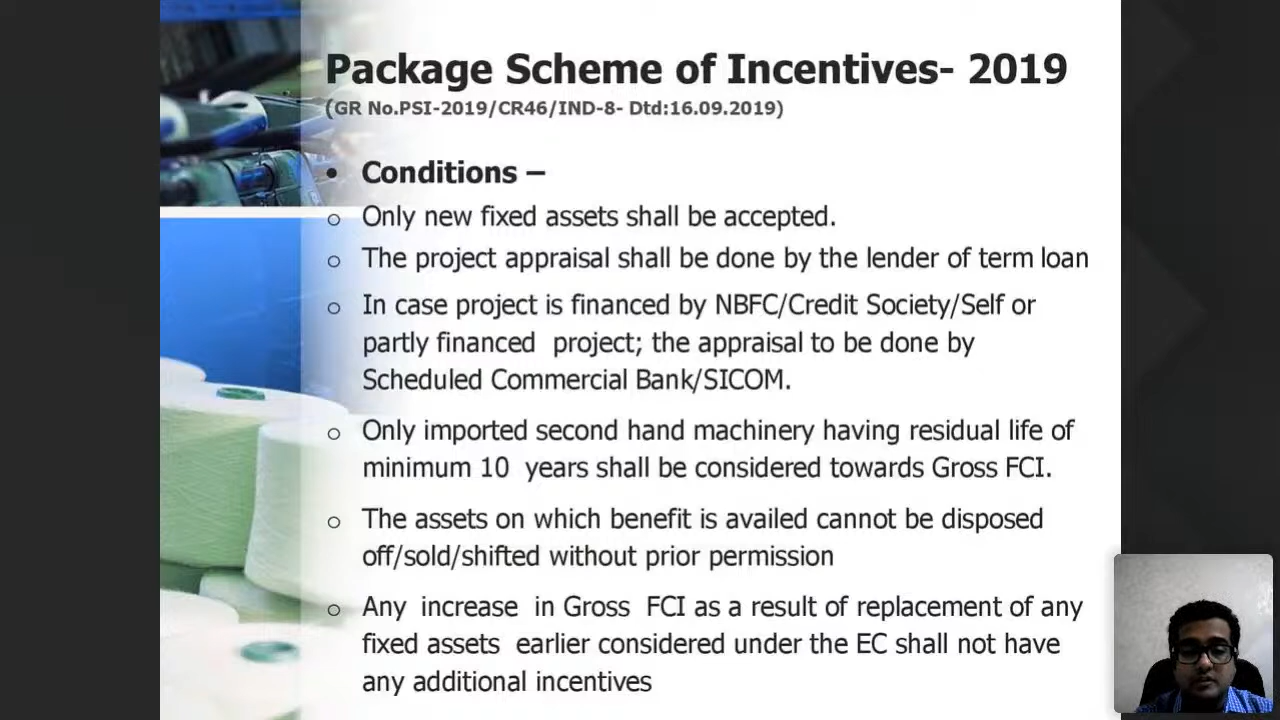 Package Scheme of Incentives- 2019
(GR No.PSI-2019/CR46/IND-8- Dtd:16.09.2019)
• Conditions –
o Only new fixed assets shall be accepted.
o The project appraisal shall be done by the lender of term loan
o In case project is financed by NBFC/Credit Society/Self or
partly financed project; the appraisal to be done by
Scheduled Commercial Bank/SICOM.
o Only imported second hand machinery having residual life of
minimum 10 years shall be considered towards Gross FCI.
o The assets on which benefit is availed cannot be disposed
off/sold/shifted without prior permission
o Any increase in Gross FCI as a result of replacement of any
fixed assets earlier considered under the EC shall not have
any additional incentives